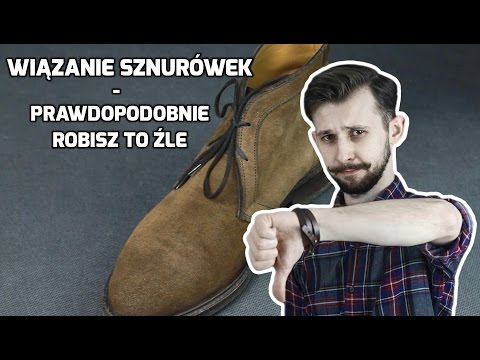 WIĄZANIE SZNURÓWEK
-
PRAWDOPODOBNIE
ROBISZ TO ŹLE